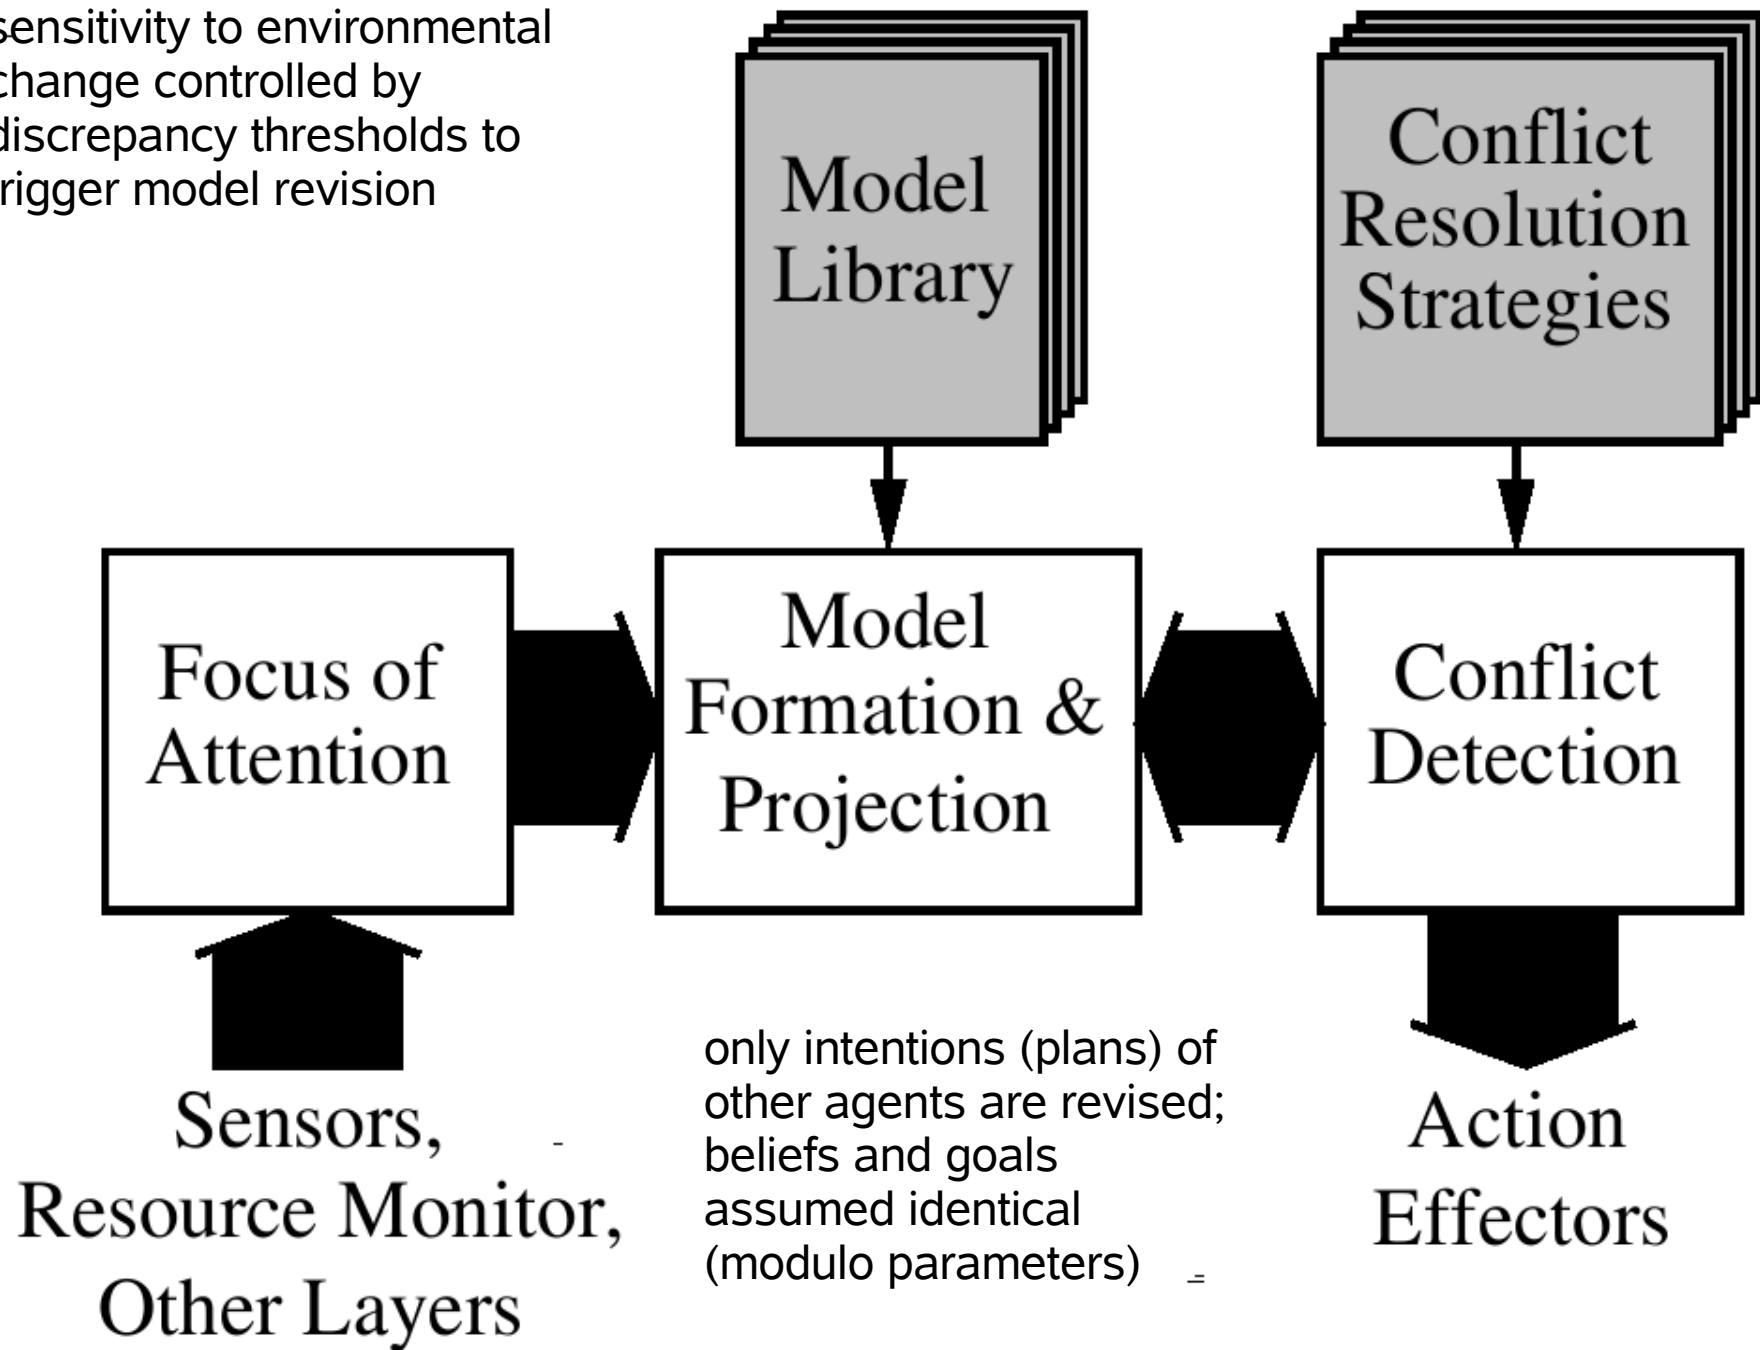 sensitivity to environmental
change controlled by
discrepancy thresholds to
trigger model revision
Model
Library
Conflict
Resolution
Strategies
Focus of
Attention
Model
Formation &
Projection
Conflict
Detection
Sensors,
Resource Monitor,
Other Layers
only intentions (plans) of
other agents are revised;
beliefs and goals
assumed identical
(modulo parameters)
Action
Effectors